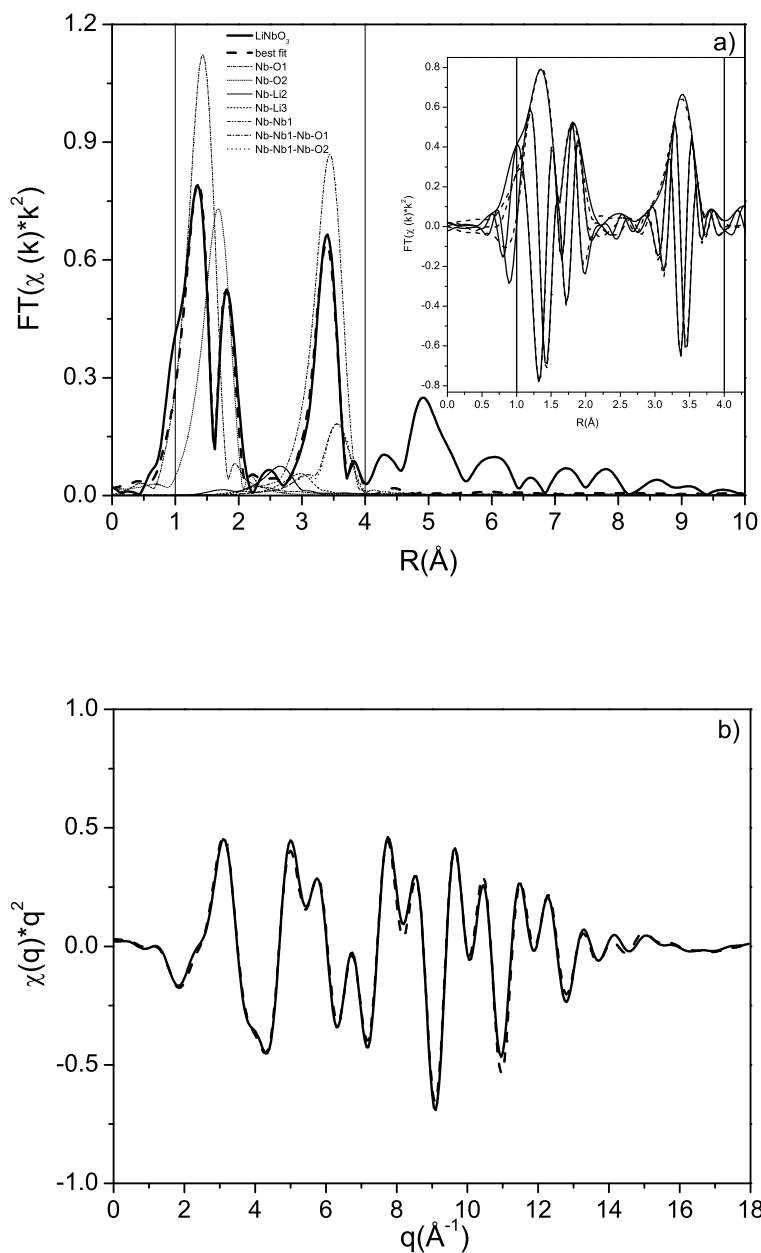 1.2
0.9
0.6
0.3
0.0
FT(χ (k)*k²)
LiNbO₃
best fit
Nb-O1
Nb-O2
Nb-Li2
Nb-Li3
Nb-Nb1
Nb-Nb1-Nb-O1
Nb-Nb1-Nb-O2
a)
0.8
0.6
0.4
0.2
0.0
-0.2
-0.4
-0.6
-0.8
FT(χ (k)*k²)
0.0 0.5 1.0 1.5 2.0 2.5 3.0 3.5 4.0
R(Å)
0 1 2 3 4 5 6 7 8 9 10
R(Å)
b)
1.0
0.5
0.0
-0.5
-1.0
χ(q)*q²
0 2 4 6 8 10 12 14 16 18
q(Å⁻¹)